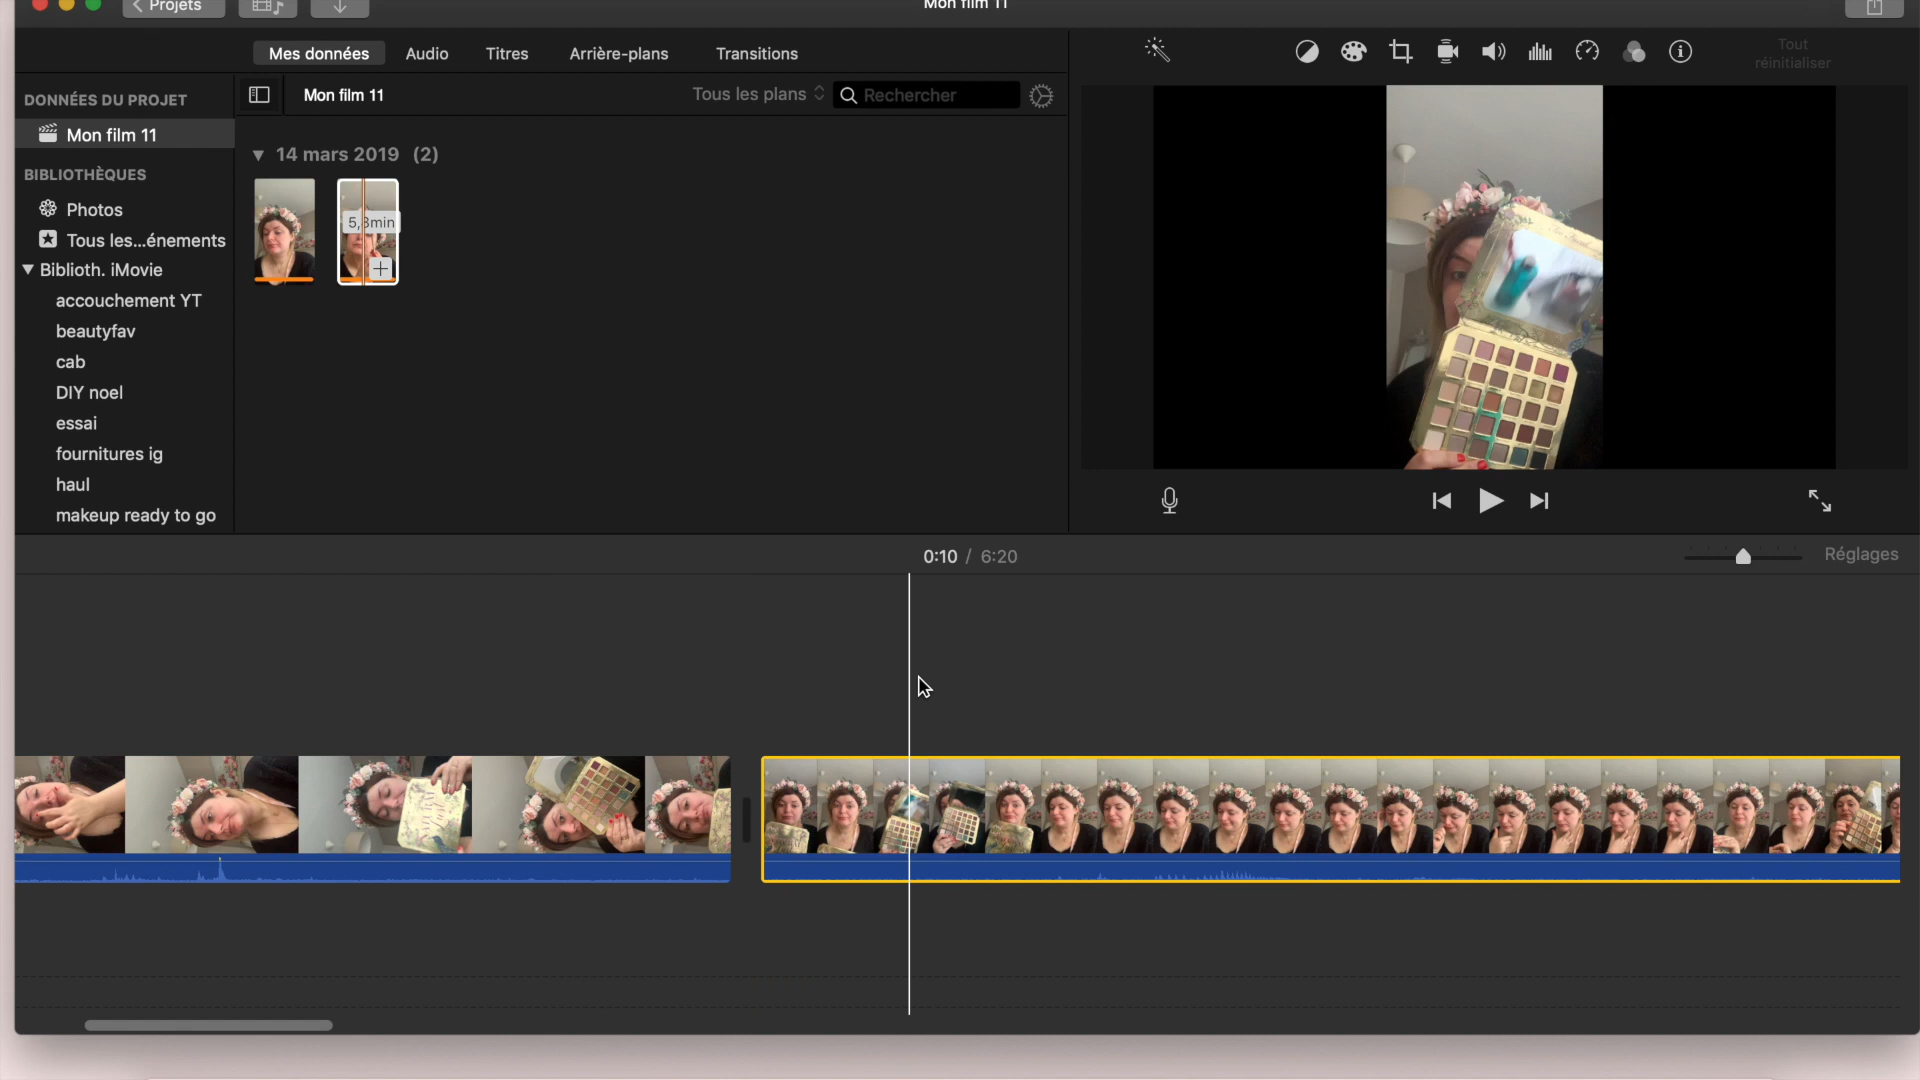 Projets
Mon film 11
Mes données
Audio
Titres
Arrière-plans
Transitions
Tout
réinitialiser
DONNÉES DU PROJET
Mon film 11
Tous les plans
Rechercher
Mon film 11
14 mars 2019 (2)
BIBLIOTHÈQUES
Photos
5,3min
Tous les...énements
Biblioth. iMovie
accouchement YT
beautyfav
cab
DIY noel
essai
fournitures ig
haul
makeup ready to go
0:10 / 6:20
Réglages